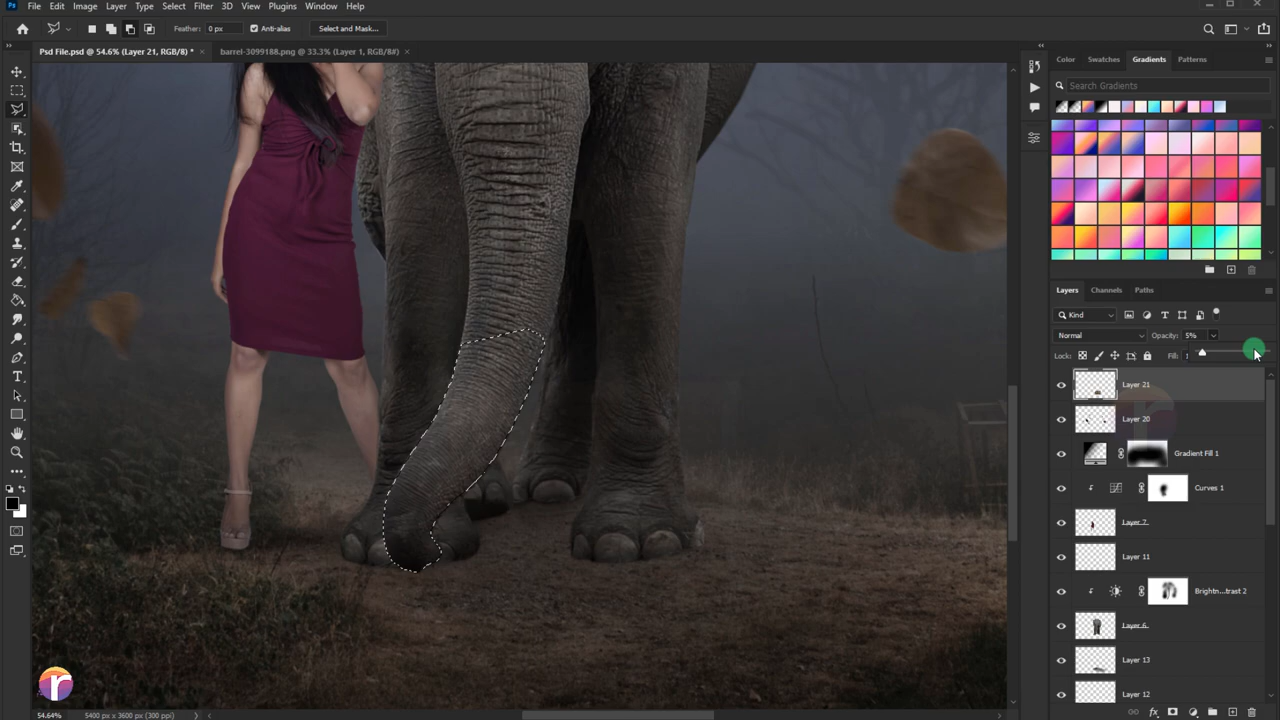 Ps File Edit Image Layer Type Select Filter 3D View Plugins Window Help
Feather: 0 px Anti-alias Select and Mask...
Psd File.psd @ 54.6% (Layer 21, RGB/8) * × barrel-3099188.png @ 33.3% (Layer 1, RGB/8#) ×
Color Swatches Gradients Patterns
Search Gradients
Layers Channels Paths
Kind
Normal Opacity: 5%
Lock: Fill: 1
Layer 21
Layer 20
Gradient Fill 1
Curves 1
Layer 7
Layer 11
Brightn...trast 2
Layer 6
Layer 13
Layer 12
r
54.64% 5400 px x 3600 px (300 ppi)